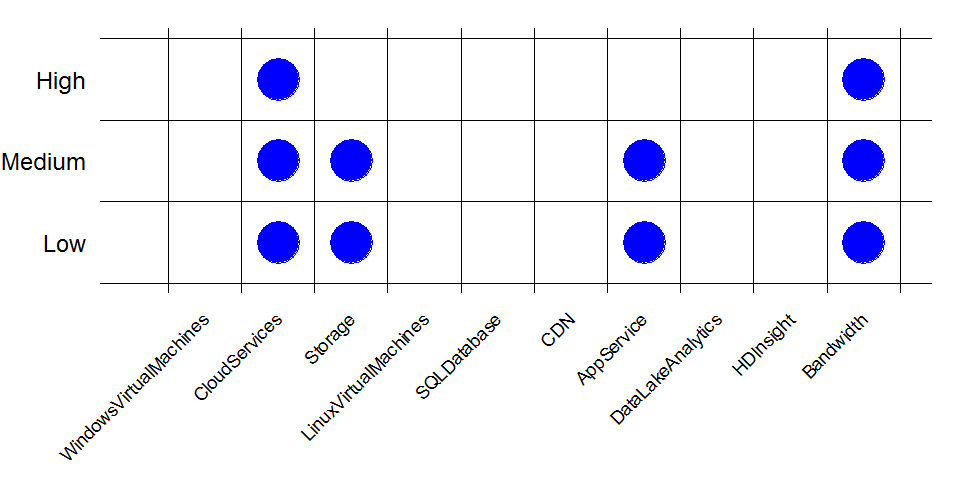 High
Medium
Low
WindowsVirtualMachines
CloudServices
Storage
LinuxVirtualMachines
SQLDatabase
CDN
AppService
DataLakeAnalytics
HDInsight
Bandwidth